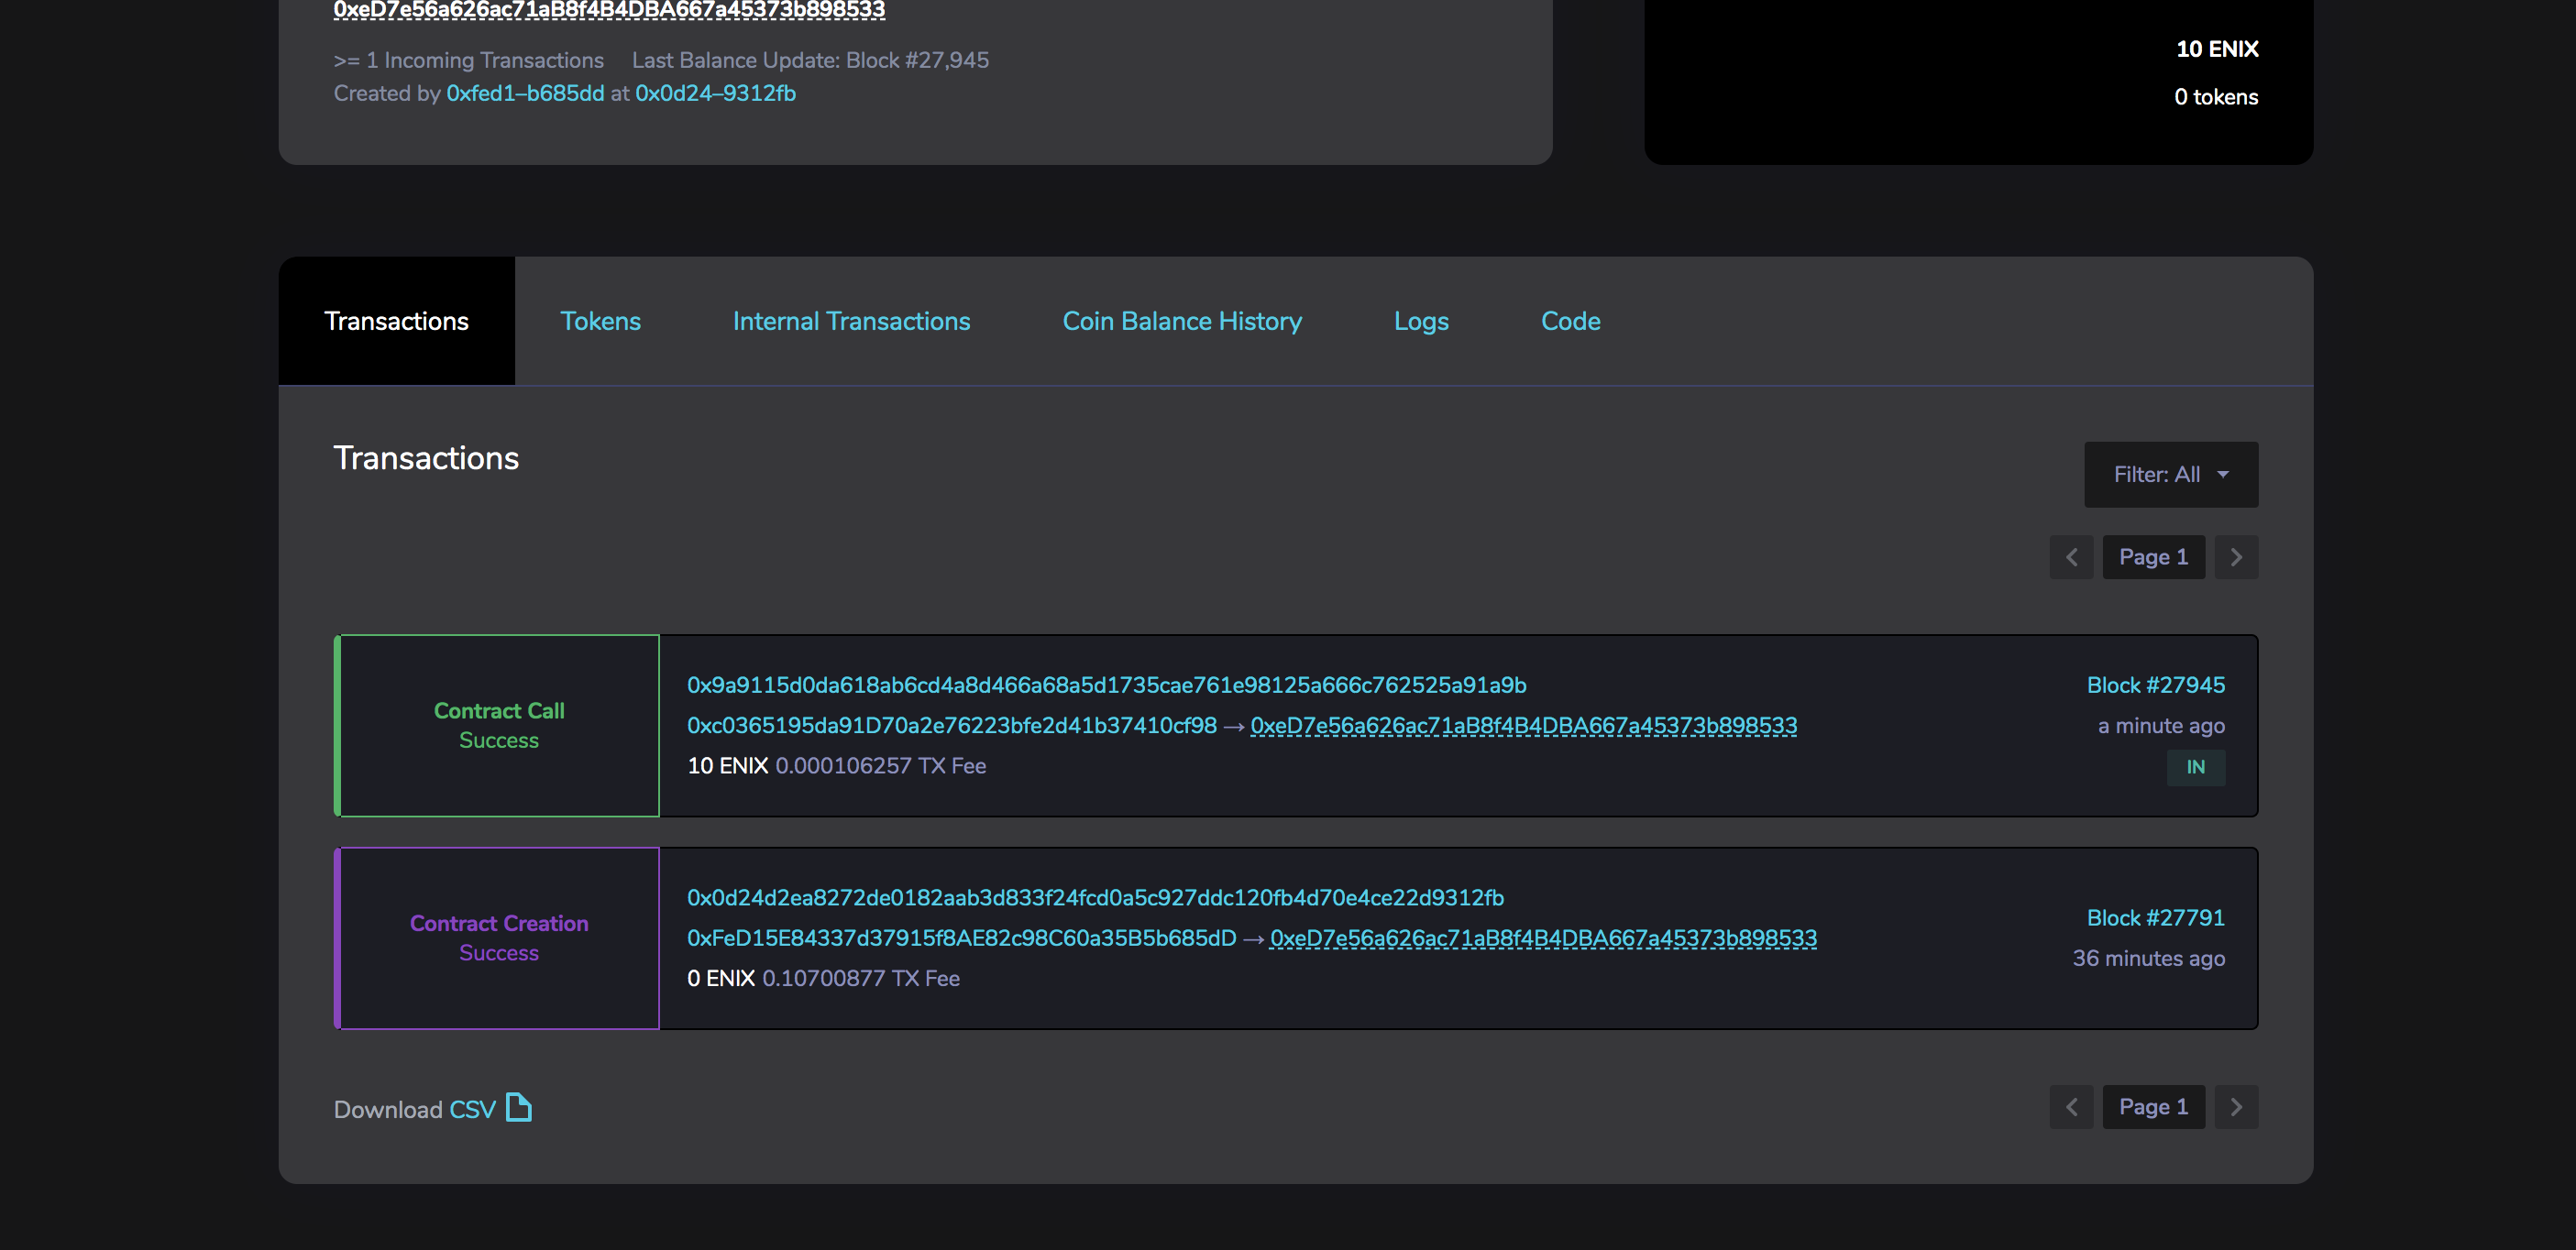 0xeD7e56a626ac71aB8f4B4DBA667a45373b898533
>= 1 Incoming Transactions Last Balance Update: Block #27,945
Created by 0xfed1–b685dd at 0x0d24–9312fb
10 ENIX
0 tokens
Transactions Tokens Internal Transactions Coin Balance History Logs Code
Transactions
Filter: All
Page 1
Contract Call
Success
0x9a9115d0da618ab6cd4a8d466a68a5d1735cae761e98125a666c762525a91a9b
0xc0365195da91D70a2e76223bfe2d41b37410cf98 → 0xeD7e56a626ac71aB8f4B4DBA667a45373b898533
10 ENIX 0.000106257 TX Fee
Block #27945
a minute ago
IN
Contract Creation
Success
0x0d24d2ea8272de0182aab3d833f24fcd0a5c927ddc120fb4d70e4ce22d9312fb
0xFeD15E84337d37915f8AE82c98C60a35B5b685dD → 0xeD7e56a626ac71aB8f4B4DBA667a45373b898533
0 ENIX 0.10700877 TX Fee
Block #27791
36 minutes ago
Download CSV
Page 1